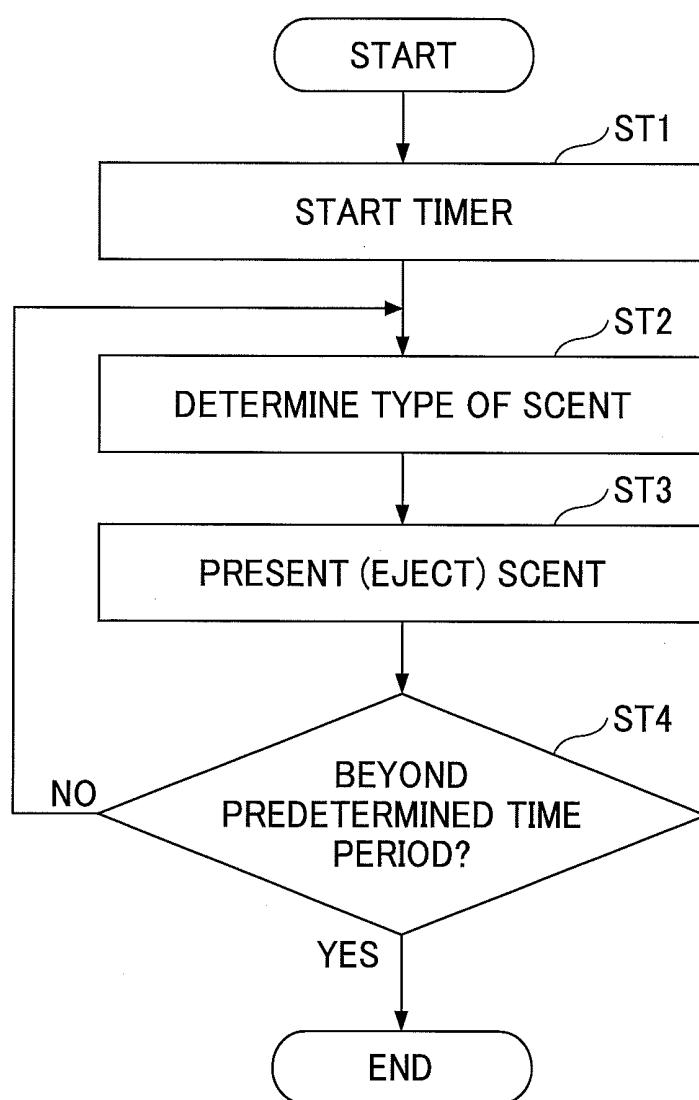 START
ST1
START TIMER
ST2
DETERMINE TYPE OF SCENT
ST3
PRESENT (EJECT) SCENT
ST4
BEYOND
PREDETERMINED TIME
PERIOD?
NO
YES
END